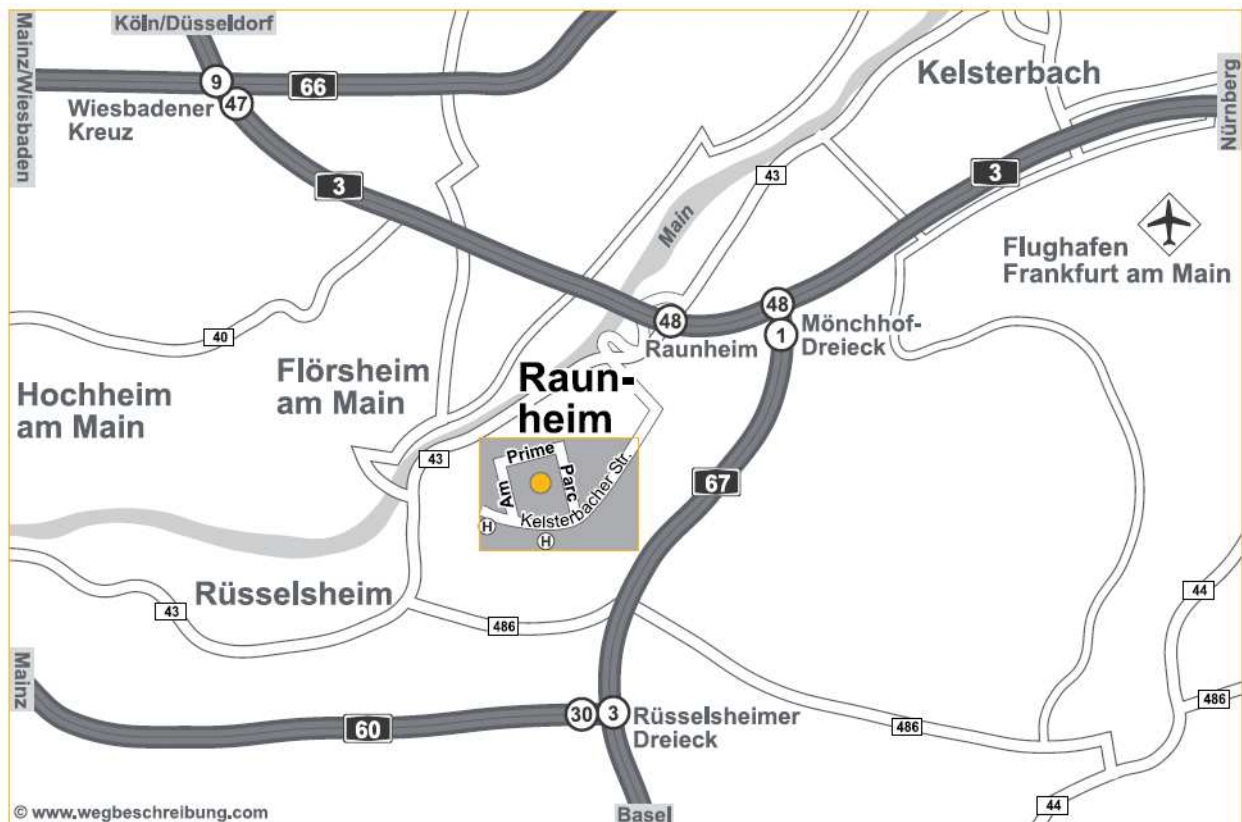 Köln/Düsseldorf
Mainz/Wiesbaden
9
66
47
Wiesbadener
Kreuz
Kelsterbach
Nürnberg
3
43
3
Main
Flughafen
Frankfurt am Main
40
48
Raunheim
48
1
Mönchhof-
Dreieck
Hochheim
am Main
Flörsheim
am Main
Raun-
heim
43
Prime
Am
Parc
Kelsterbacher Str.
H
H
67
Rüsselsheim
43
486
44
Mainz
60
30
3
Rüsselsheimer
Dreieck
486
486
44
Basel
© www.wegbeschreibung.com